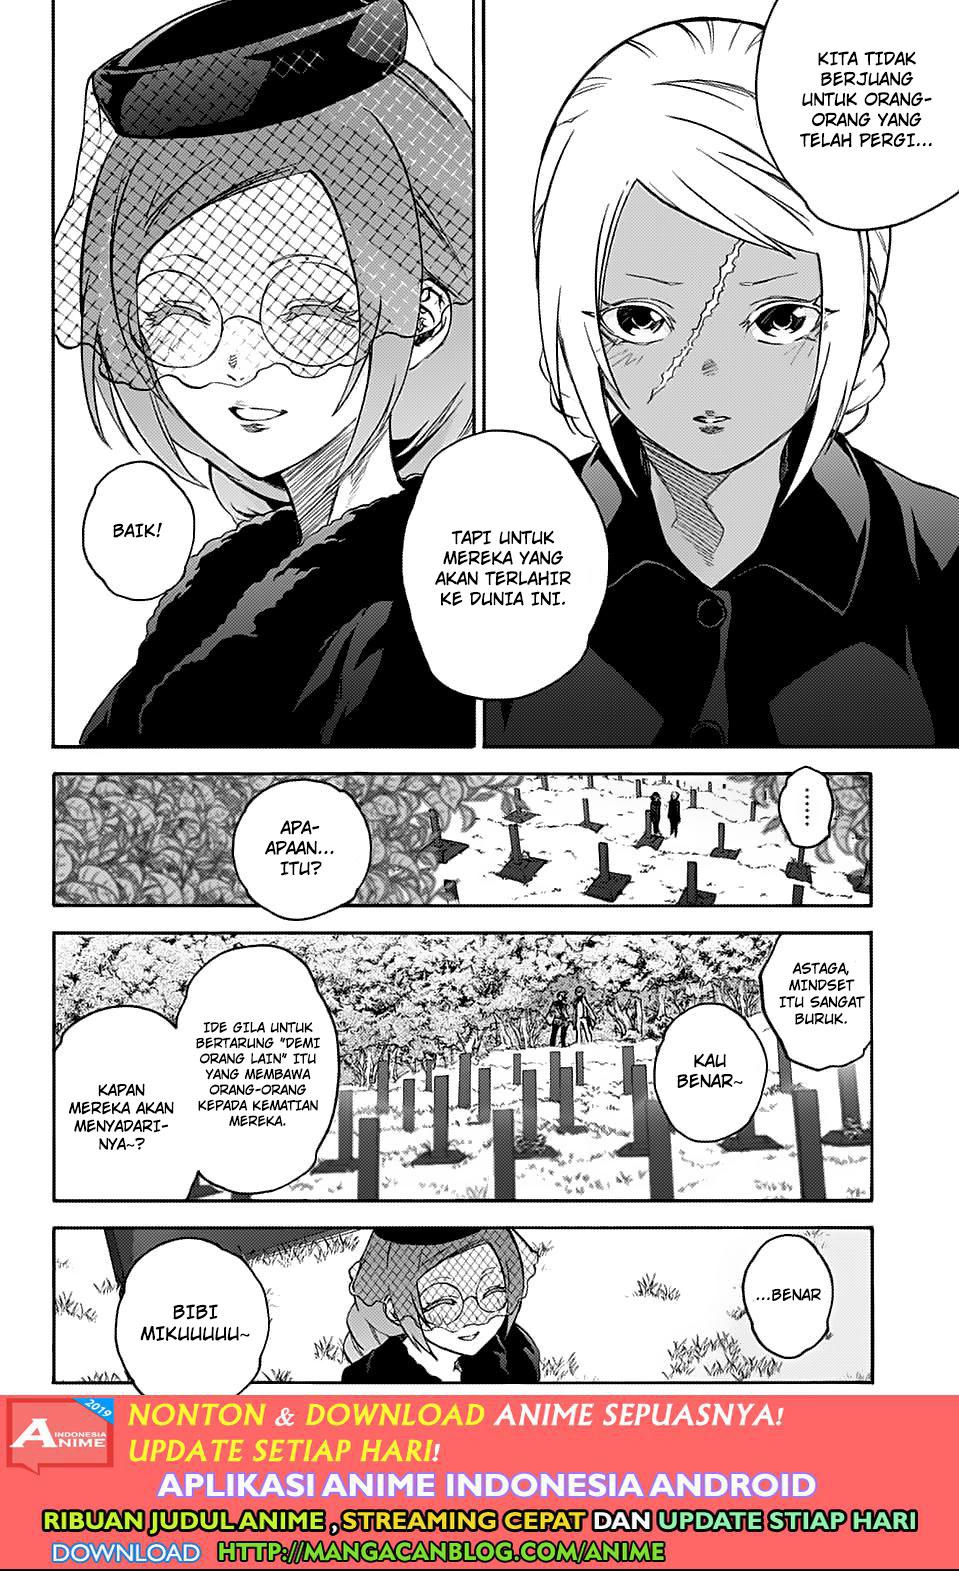 KITA TIDAK
BERJUANG
UNTUK ORANG-
ORANG YANG
TELAH PERGI...
TAPI UNTUK
MEREKA YANG
AKAN TERLAHIR
KE DUNIA INI.
BAIK!
........
APA-
APAAN...
ITU?
ASTAGA,
MINDSET
ITU SANGAT
BURUK.
KAU
BENAR~
IDE GILA UNTUK
BERTARUNG "DEMI
ORANG LAIN" ITU
YANG MEMBAWA
ORANG-ORANG
KEPADA KEMATIAN
MEREKA.
KAPAN
MEREKA AKAN
MENYADARI-
NYA~?
...BENAR
BIBI
MIKUUUUU~
2019
INDONESIA
ANIME
NONTON & DOWNLOAD ANIME SEPUASNYA!
UPDATE SETIAP HARI!
APLIKASI ANIME INDONESIA ANDROID
RIBUAN JUDUL ANIME , STREAMING CEPAT DAN UPDATE STIAP HARI
DOWNLOAD HTTP://MANGACANBLOG.COM/ANIME